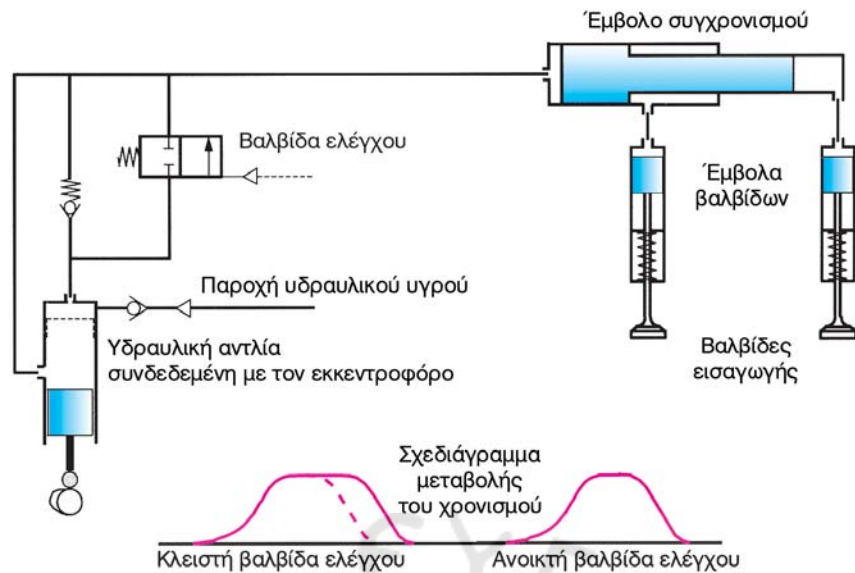 Έμβολο συγχρονισμού
Βαλβίδα ελέγχου
Έμβολα
βαλβίδων
Παροχή υδραυλικού υγρού
Υδραυλική αντλία
συνδεδεμένη με τον εκκεντροφόρο
Βαλβίδες
εισαγωγής
Σχεδιάγραμμα
μεταβολής
του χρονισμού
Κλειστή βαλβίδα ελέγχου
Ανοικτή βαλβίδα ελέγχου